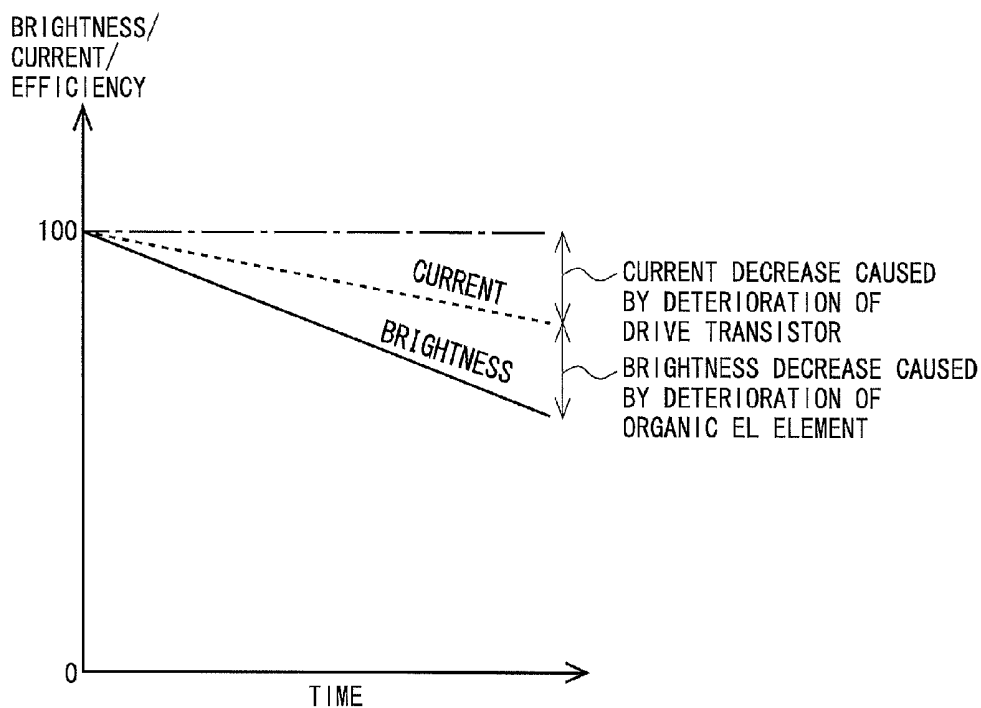 BRIGHTNESS/
CURRENT/
EFFICIENCY
100
CURRENT
BRIGHTNESS
CURRENT DECREASE CAUSED
BY DETERIORATION OF
DRIVE TRANSISTOR
BRIGHTNESS DECREASE CAUSED
BY DETERIORATION OF
ORGANIC EL ELEMENT
0
TIME